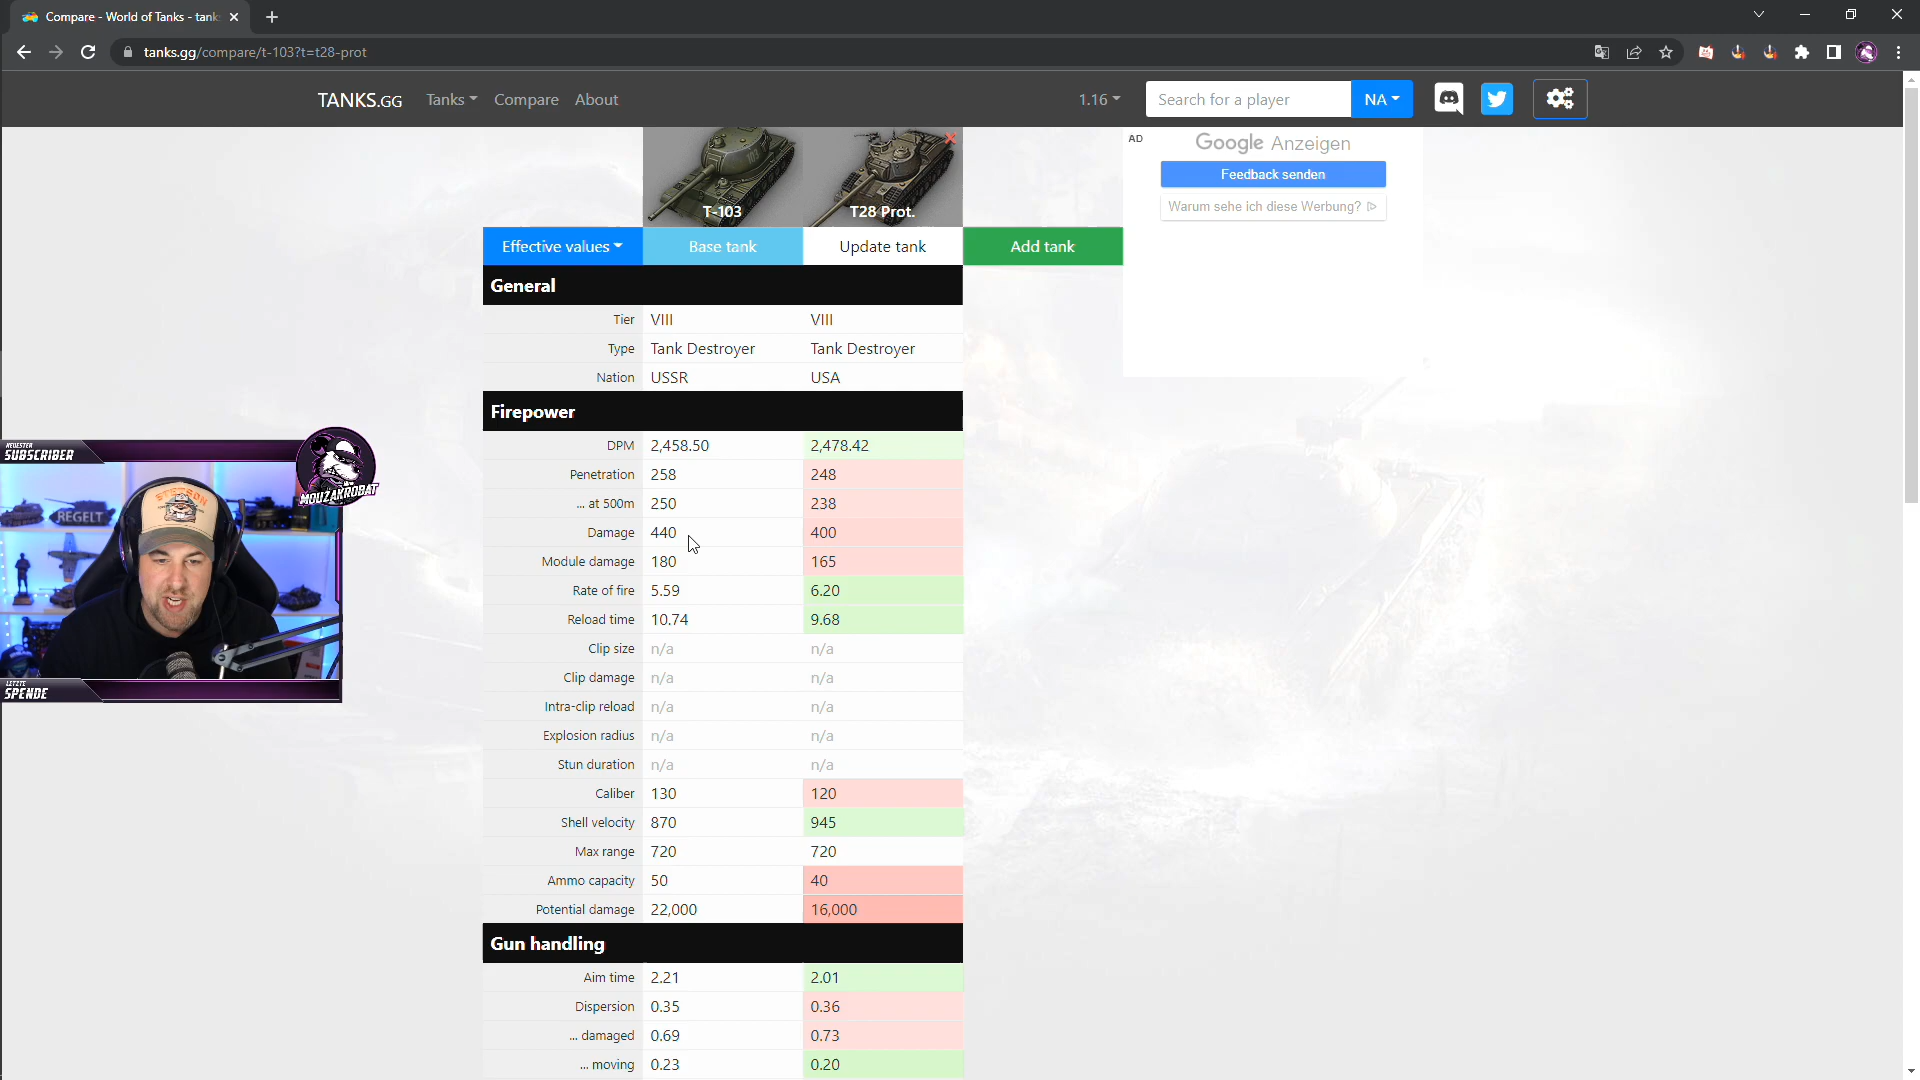 Compare - World of Tanks - tank
tanks.gg/compare/t-103?t=t28-prot
TANKS.GG Tanks Compare About 1.16 Search for a player NA
T-103 T28 Prot.
AD
Google Anzeigen
Feedback senden
Warum sehe ich diese Werbung?
Effective values Base tank Update tank Add tank
General
Tier VIII VIII
Type Tank Destroyer Tank Destroyer
Nation USSR USA
Firepower
DPM 2,458.50 2,478.42
Penetration 258 248
... at 500m 250 238
Damage 440 400
Module damage 180 165
Rate of fire 5.59 6.20
Reload time 10.74 9.68
Clip size n/a n/a
Clip damage n/a n/a
Intra-clip reload n/a n/a
Explosion radius n/a n/a
Stun duration n/a n/a
Caliber 130 120
Shell velocity 870 945
Max range 720 720
Ammo capacity 50 40
Potential damage 22,000 16,000
Gun handling
Aim time 2.21 2.01
Dispersion 0.35 0.36
... damaged 0.69 0.73
... moving 0.23 0.20
NEUESTER
SUBSCRIBER
MOUZAKROBAT
REGELT
STETSON
LETZTE
SPENDE